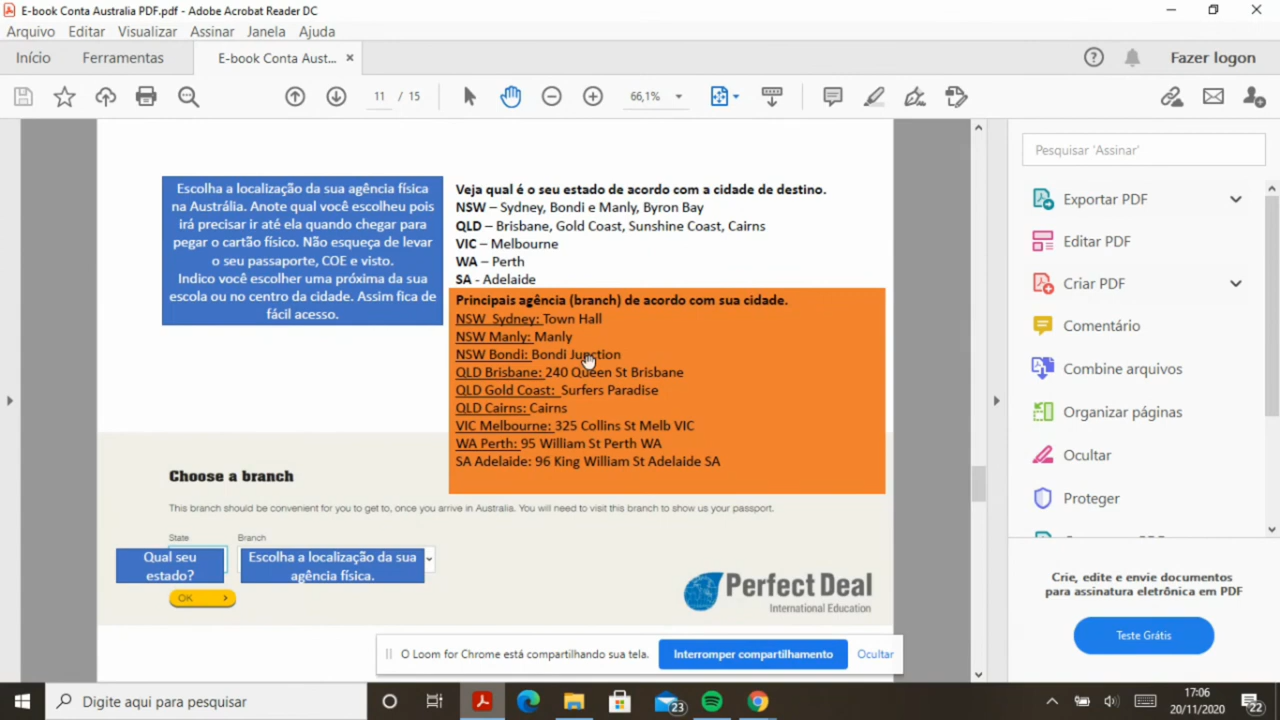 E-book Conta Australia PDF.pdf - Adobe Acrobat Reader DC
Arquivo Editar Visualizar Assinar Janela Ajuda
Início Ferramentas E-book Conta Aust... × Fazer logon
11 / 15 66,1%
Escolha a localização da sua agência física
na Austrália. Anote qual você escolheu pois
irá precisar ir até ela quando chegar para
pegar o cartão físico. Não esqueça de levar
o seu passaporte, COE e visto.
Indico você escolher uma próxima da sua
escola ou no centro da cidade. Assim fica de
fácil acesso.
Veja qual é o seu estado de acordo com a cidade de destino.
NSW – Sydney, Bondi e Manly, Byron Bay
QLD – Brisbane, Gold Coast, Sunshine Coast, Cairns
VIC – Melbourne
WA – Perth
SA - Adelaide
Principais agência (branch) de acordo com sua cidade.
NSW Sydney: Town Hall
NSW Manly: Manly
NSW Bondi: Bondi Junction
QLD Brisbane: 240 Queen St Brisbane
QLD Gold Coast: Surfers Paradise
QLD Cairns: Cairns
VIC Melbourne: 325 Collins St Melb VIC
WA Perth: 95 William St Perth WA
SA Adelaide: 96 King William St Adelaide SA
Choose a branch
This branch should be convenient for you to get to, once you arrive in Australia. You will need to visit this branch to show us your passport.
State Branch
Qual seu
estado?
Escolha a localização da sua
agência física.
OK
Perfect Deal
International Education
Pesquisar 'Assinar'
Exportar PDF
Editar PDF
Criar PDF
Comentário
Combine arquivos
Organizar páginas
Ocultar
Proteger
Crie, edite e envie documentos
para assinatura eletrônica em PDF
Teste Grátis
O Loom for Chrome está compartilhando sua tela. Interromper compartilhamento Ocultar
Digite aqui para pesquisar
23
17:06
20/11/2020
22